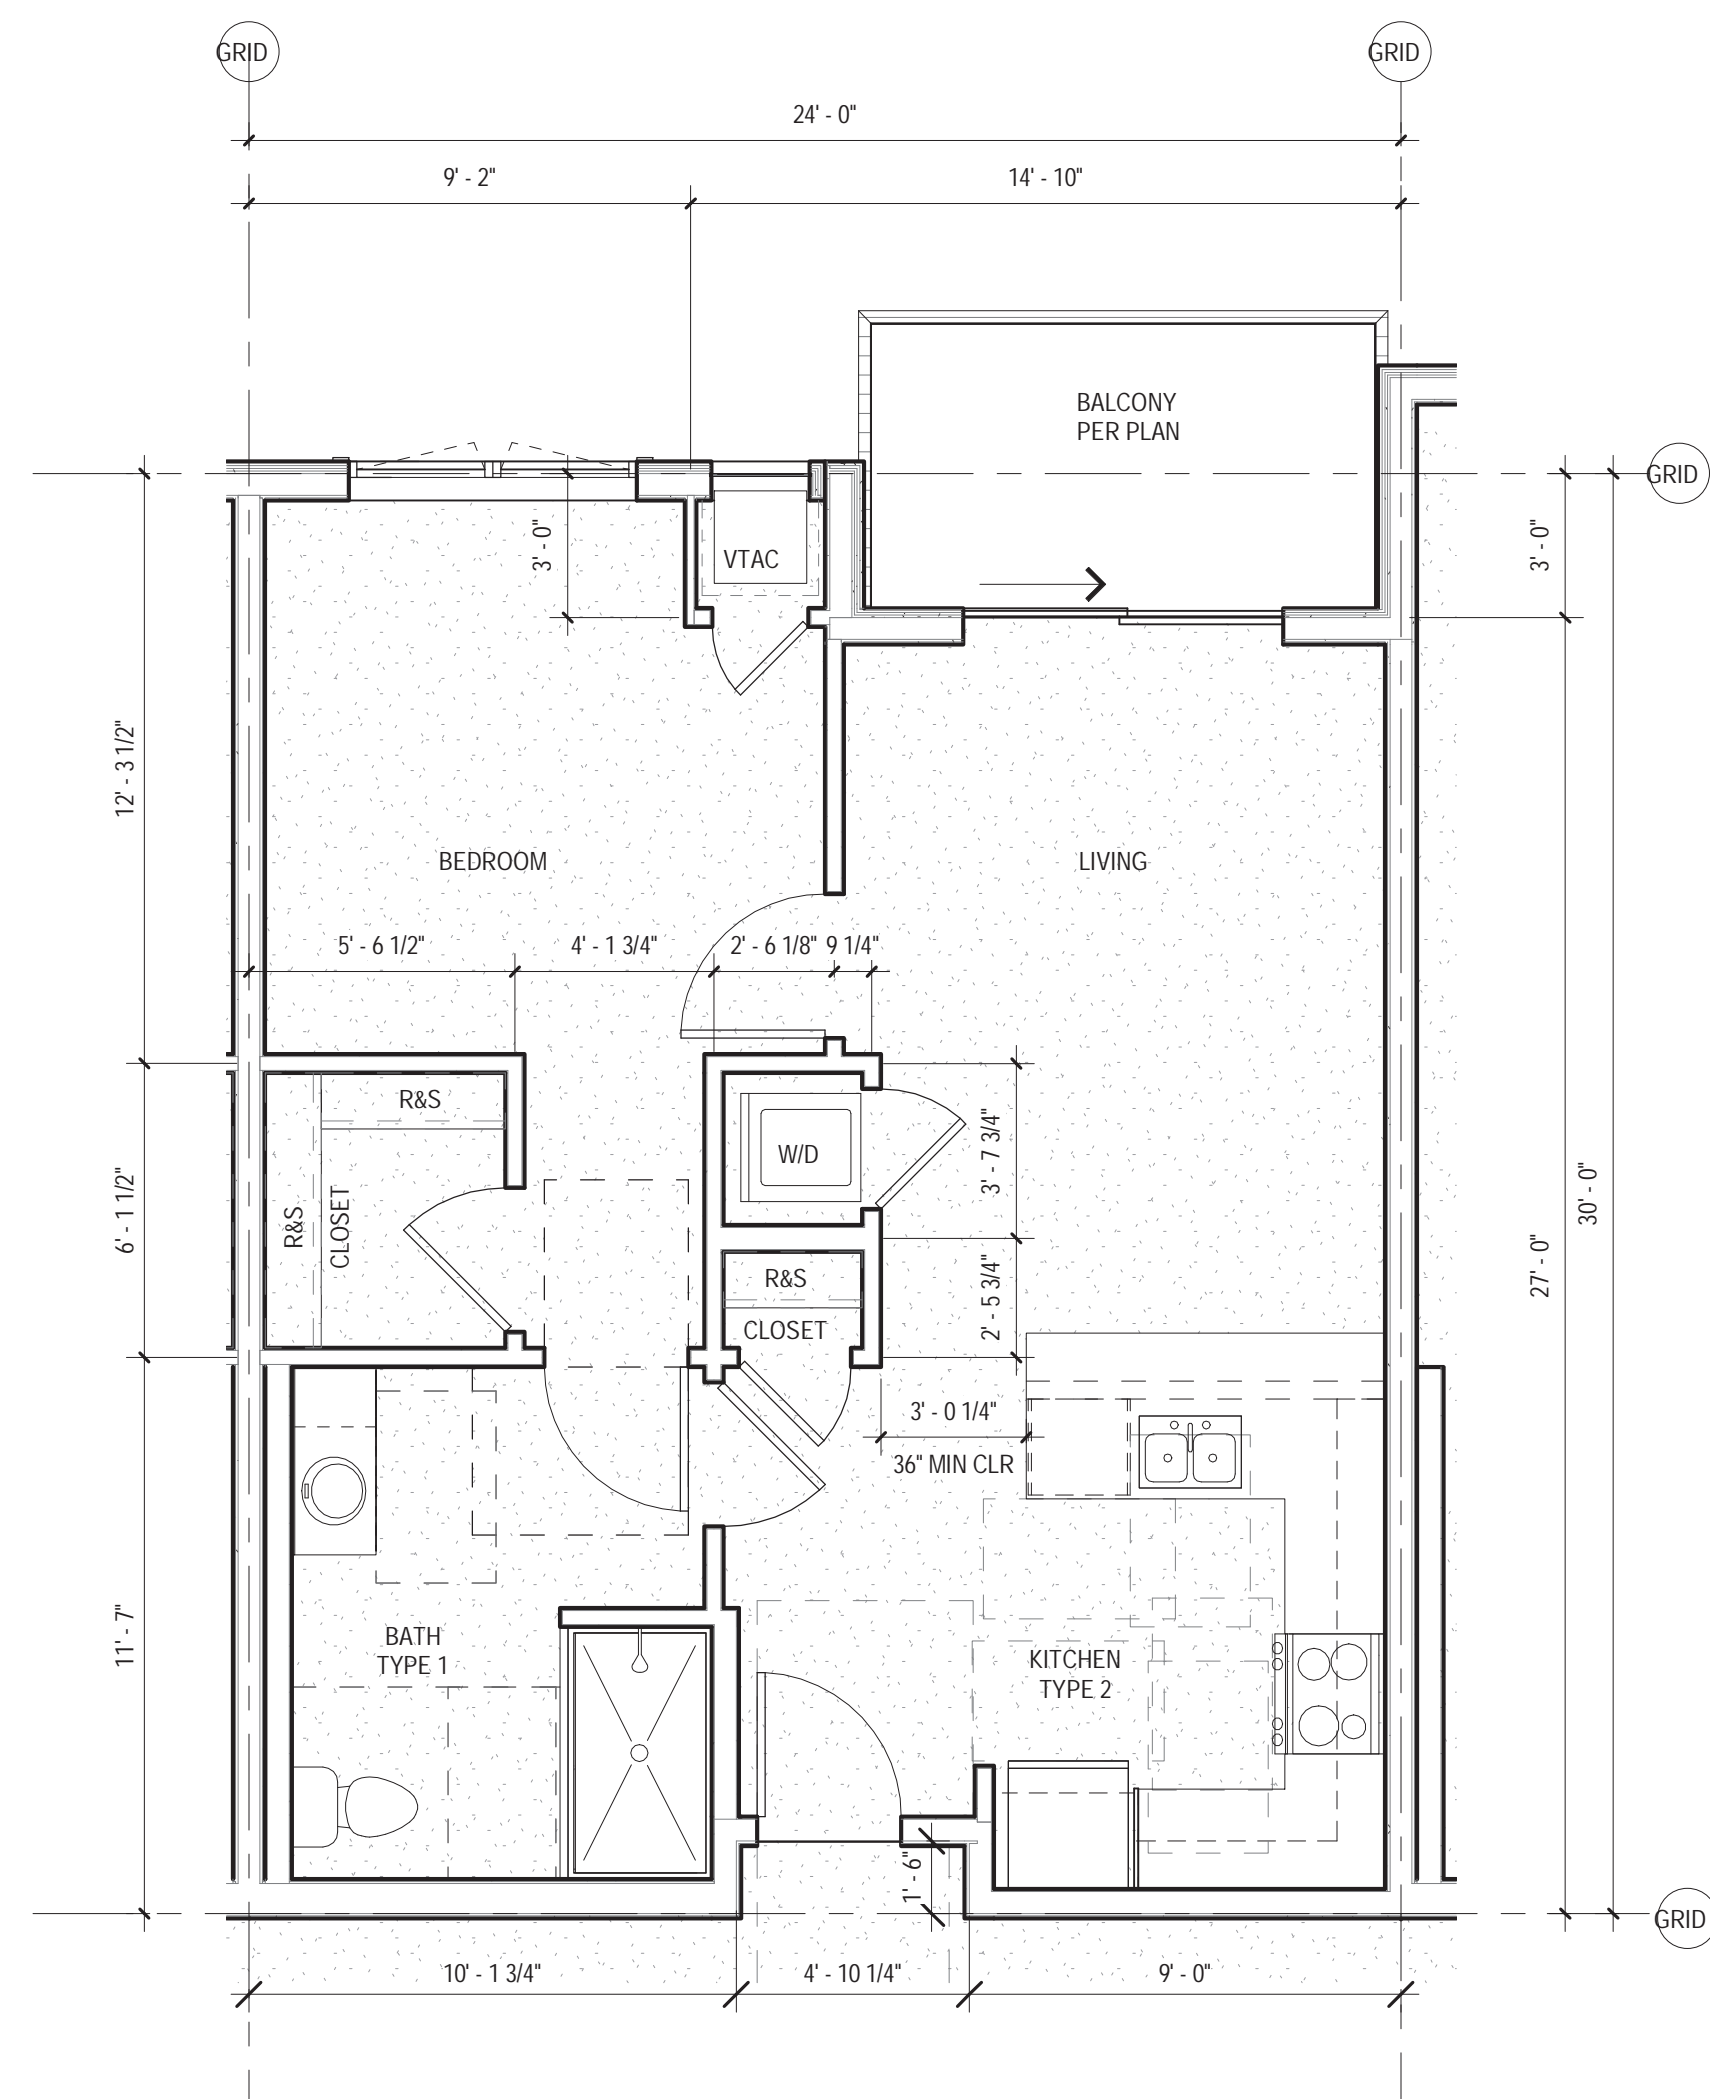 GRID
GRID
24' - 0"
9' - 2"
14' - 10"
BALCONY
PER PLAN
GRID
3' - 0"
VTAC
3' - 0"
12' - 3 1/2"
BEDROOM
LIVING
5' - 6 1/2"
4' - 1 3/4"
2' - 6 1/8"
9 1/4"
R&S
W/D
3' - 7 3/4"
6' - 1 1/2"
R&S
CLOSET
30' - 0"
27' - 0"
R&S
CLOSET
2' - 5 3/4"
3' - 0 1/4"
36" MIN CLR
11' - 7"
BATH
TYPE 1
KITCHEN
TYPE 2
1' - 6"
GRID
10' - 1 3/4"
4' - 10 1/4"
9' - 0"